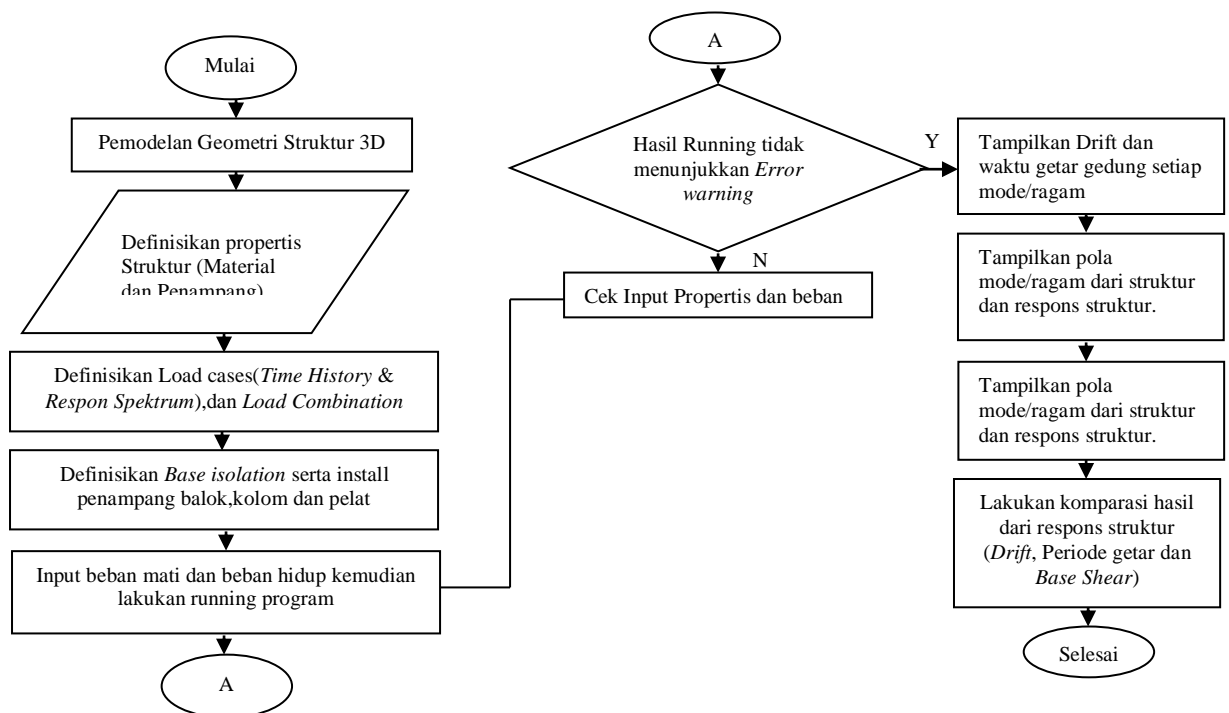 Mulai
Pemodelan Geometri Struktur 3D
Definisikan propertis
Struktur (Material
dan Penampang)
Definisikan Load cases(Time History &
Respon Spektrum),dan Load Combination
Definisikan Base isolation serta install
penampang balok,kolom dan pelat
Input beban mati dan beban hidup kemudian
lakukan running program
A
A
Hasil Running tidak
menunjukkan Error
warning
Y
N
Cek Input Propertis dan beban
Tampilkan Drift dan
waktu getar gedung setiap
mode/ragam
Tampilkan pola
mode/ragam dari struktur
dan respons struktur.
Tampilkan pola
mode/ragam dari struktur
dan respons struktur.
Lakukan komparasi hasil
dari respons struktur
(Drift, Periode getar dan
Base Shear)
Selesai